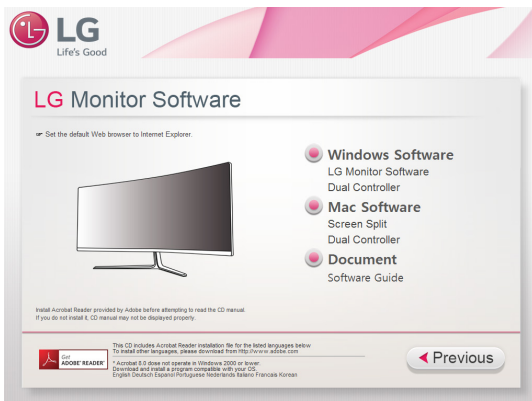 LG
Life's Good
LG Monitor Software
☞ Set the default Web browser to Internet Explorer.
Windows Software
LG Monitor Software
Dual Controller
Mac Software
Screen Split
Dual Controller
Document
Software Guide
Install Acrobat Reader provided by Adobe before attempting to read the CD manual.
If you do not install it, CD manual may not be displayed properly.
Get
ADOBE® READER®
This CD includes Acrobat Reader installation file for the listed languages below
To install other languages, please download from http://www.adobe.com
* Acrobat 8.0 dose not operate in Windows 2000 or lower.
Download and install a program compatible with your OS.
English Deutsch Espanol Portuguese Nederlands Italano Francais Korean
Previous